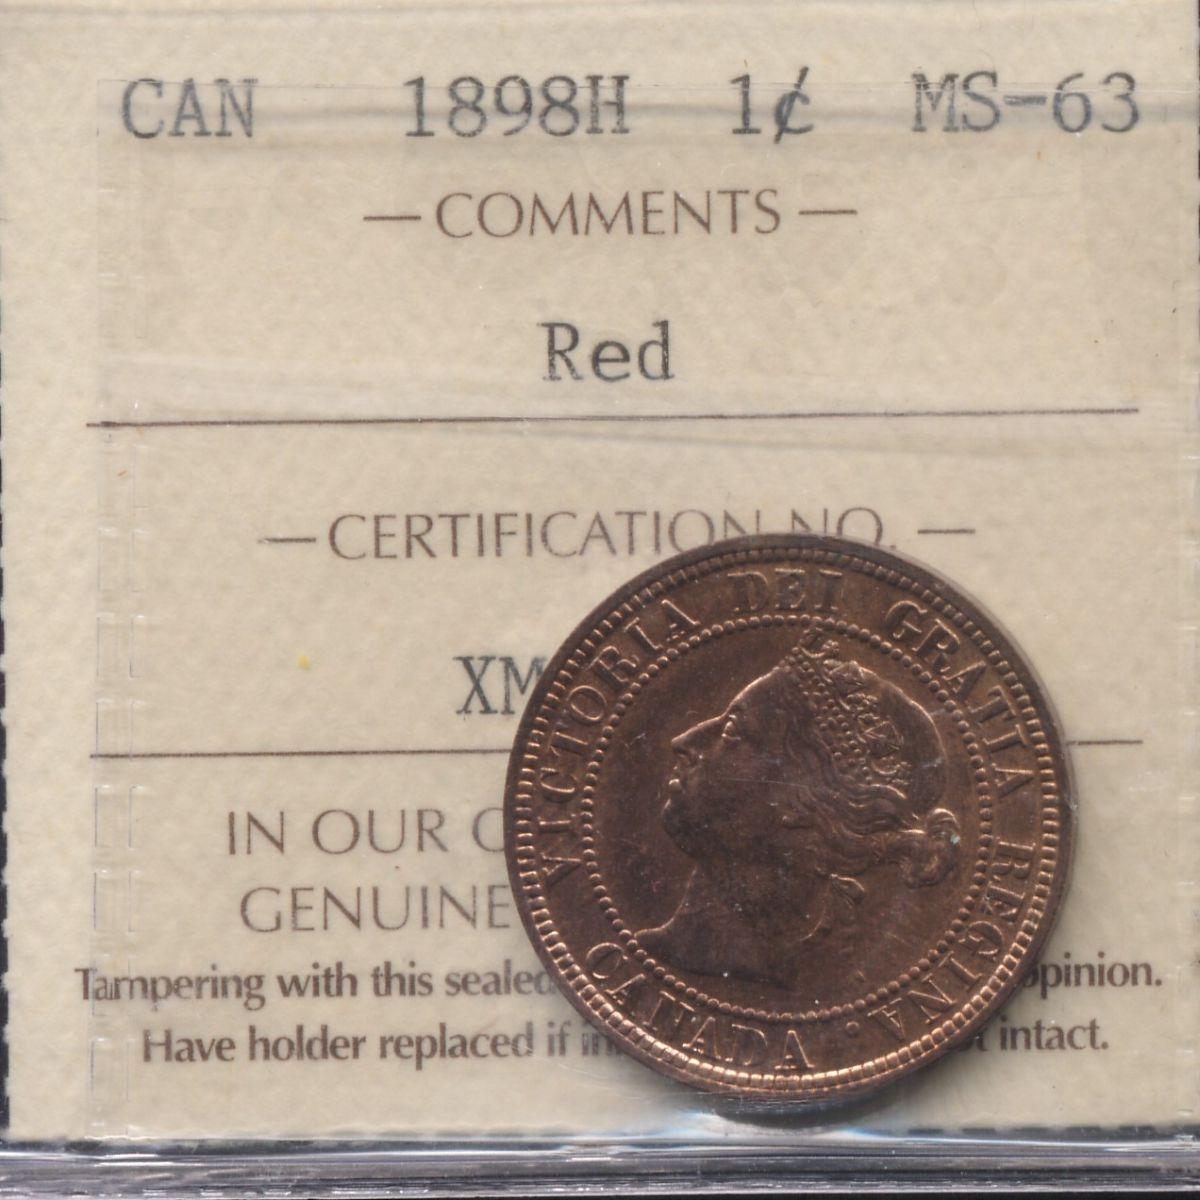 CAN 1898H 1¢ MS-63
— COMMENTS —
Red
— CERTIFICATION NO. —
XM
IN OUR
GENUINE
Tampering with this sealed opinion.
Have holder replaced if intact.
VICTORIA DEI GRATIA REGINA.
CANADA